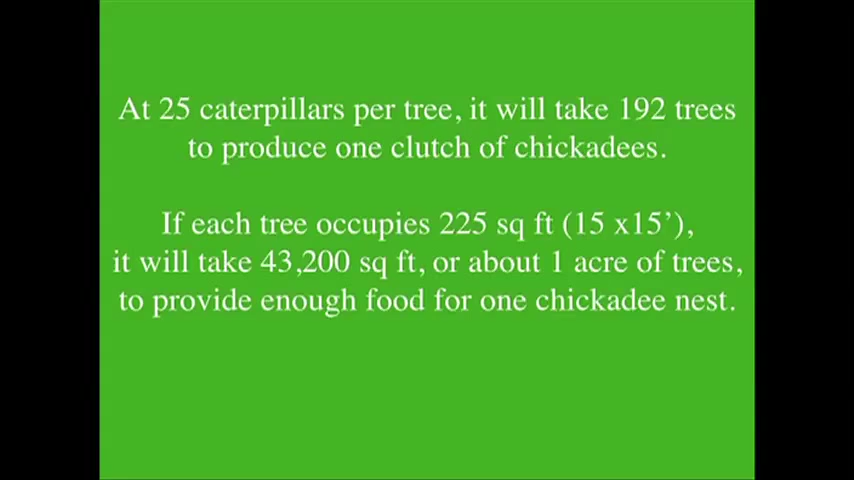 At 25 caterpillars per tree, it will take 192 trees
to produce one clutch of chickadees.
If each tree occupies 225 sq ft (15 x15’),
it will take 43,200 sq ft, or about 1 acre of trees,
to provide enough food for one chickadee nest.